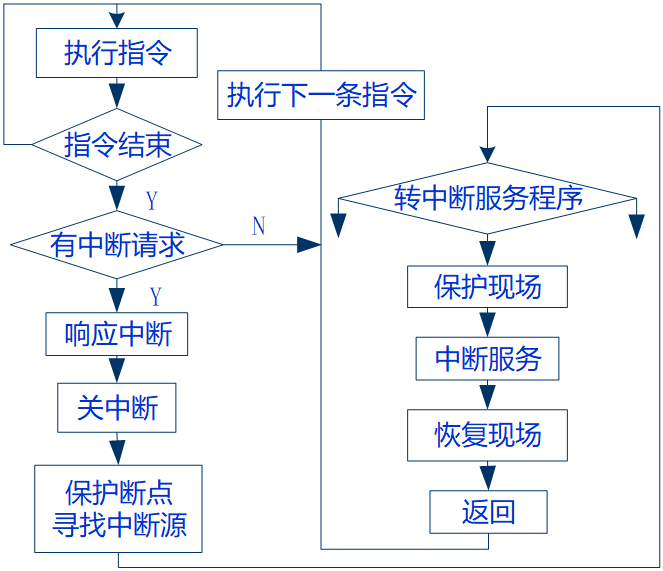 执行指令
执行下一条指令
指令结束
Y
有中断请求
N
Y
响应中断
关中断
保护断点
寻找中断源
转中断服务程序
保护现场
中断服务
恢复现场
返回